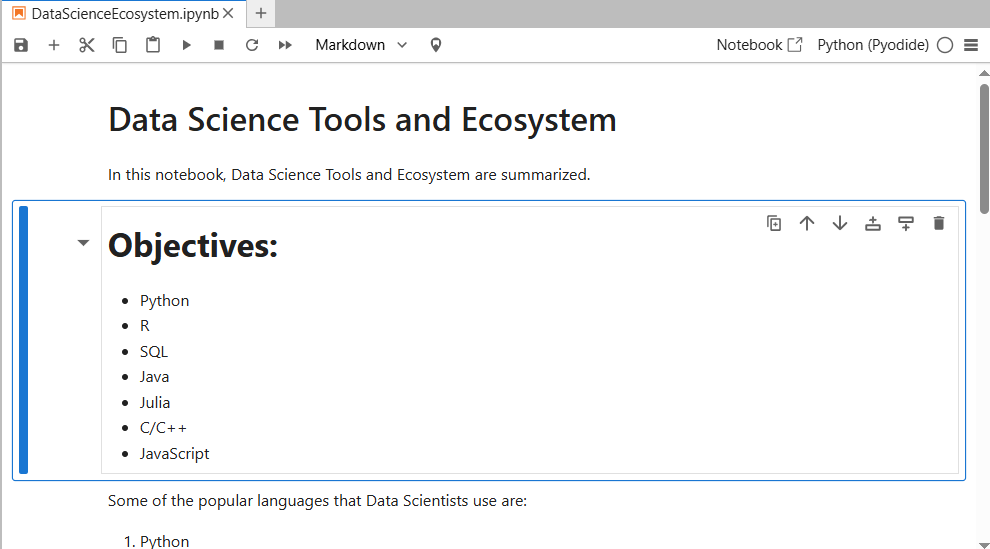 DataScienceEcosystem.ipynb
Markdown
Notebook
Python (Pyodide)
Data Science Tools and Ecosystem
In this notebook, Data Science Tools and Ecosystem are summarized.
Objectives:
• Python
• R
• SQL
• Java
• Julia
• C/C++
• JavaScript
Some of the popular languages that Data Scientists use are:
1. Python